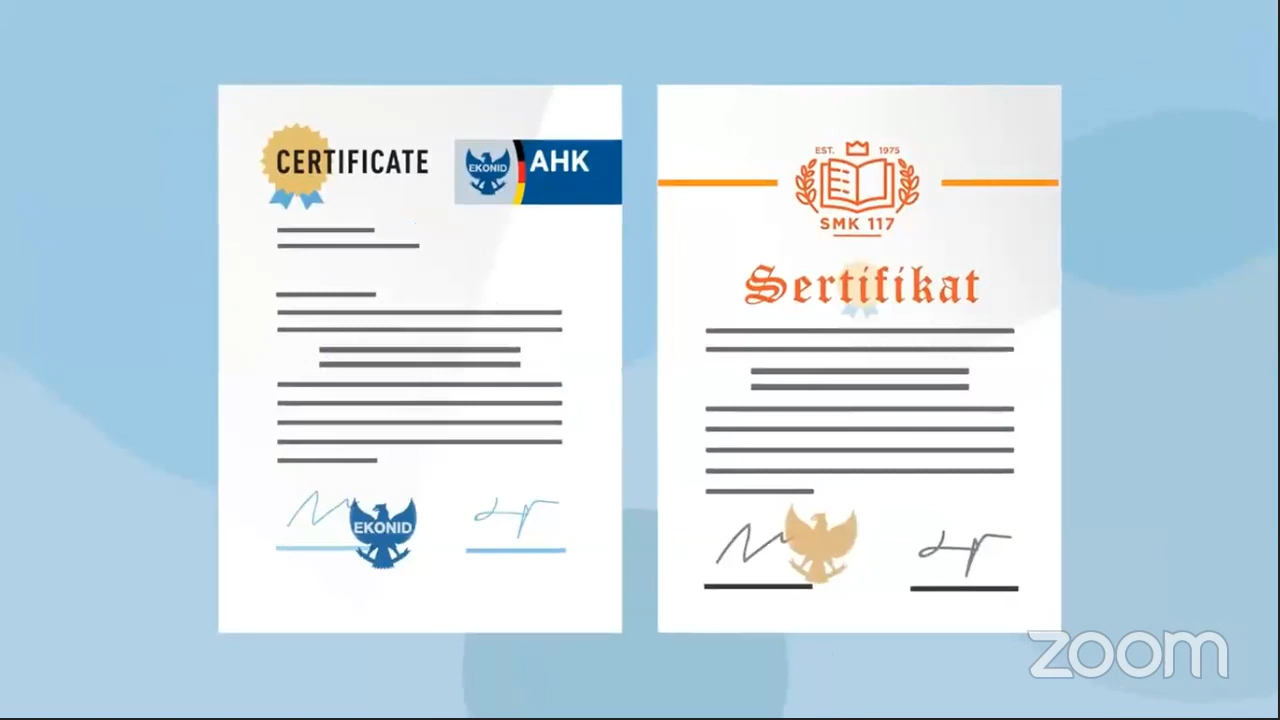 CERTIFICATE
EKONID
AHK
EKONID
EST. 1975
SMK 117
Sertifikat
zoom